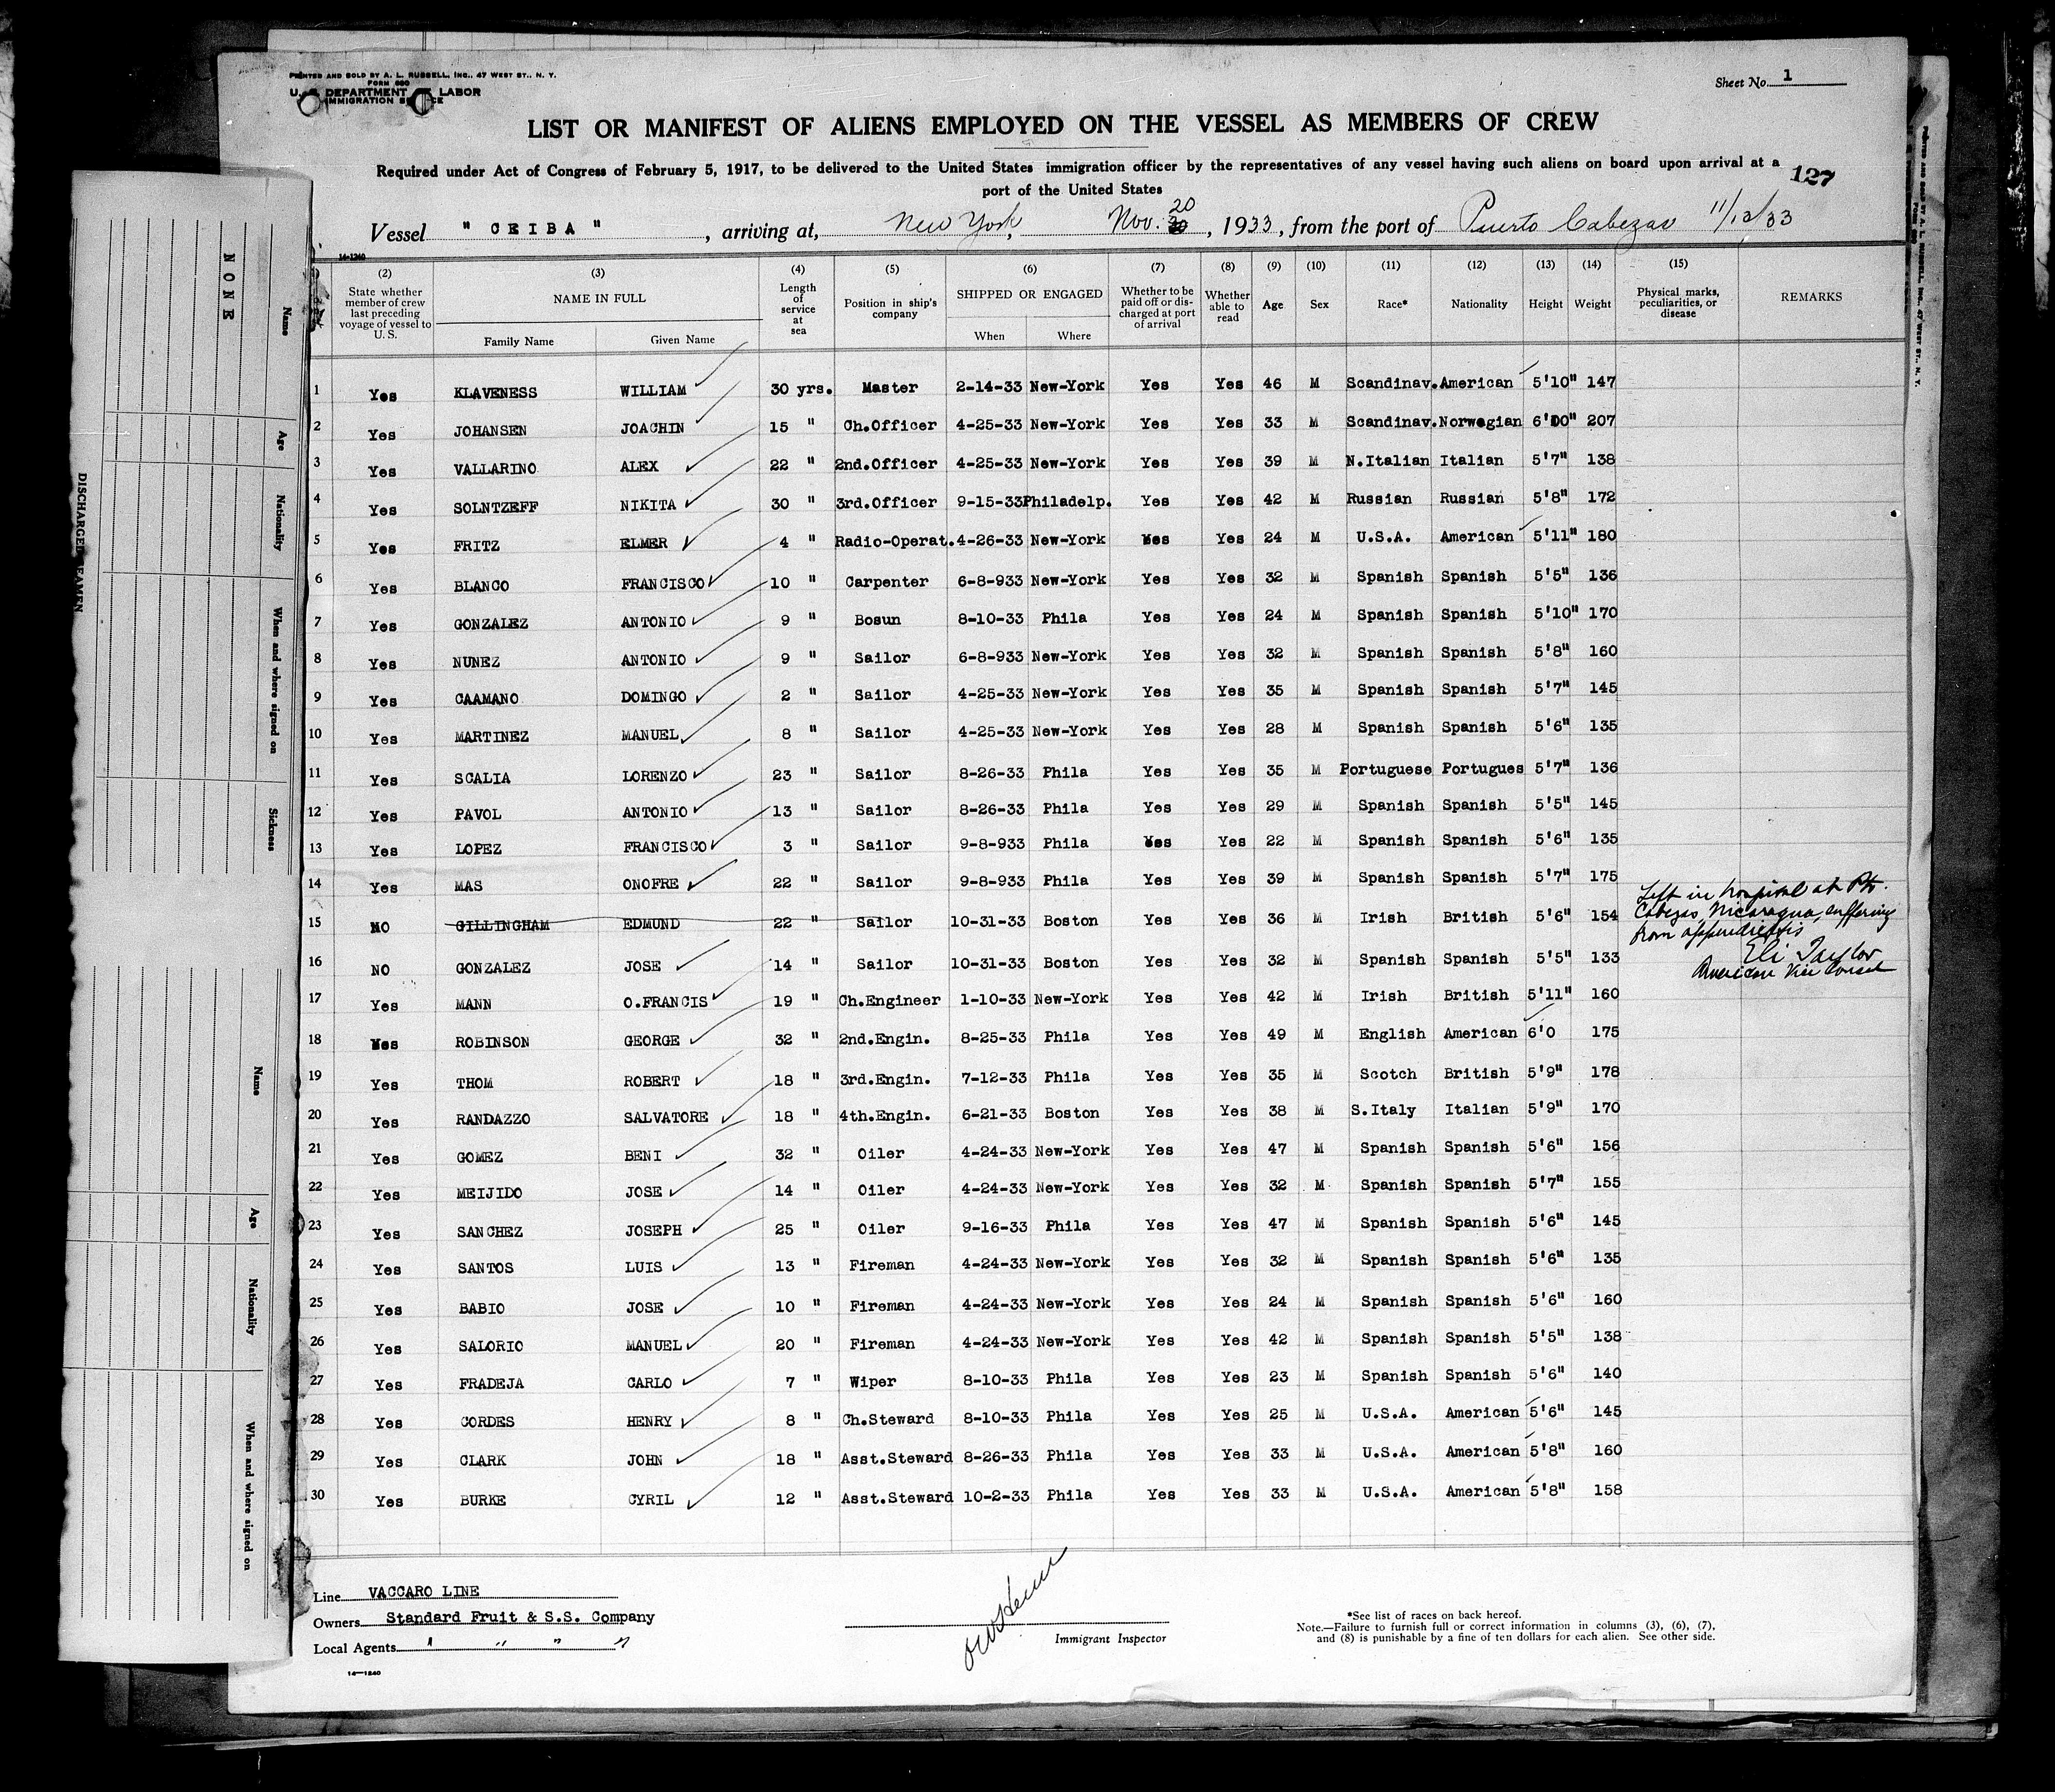 PRINTED AND SOLD BY A. L. RUSSELL, INC., 47 WEST ST., N. Y.
FORM 680
U. S. DEPARTMENT OF LABOR
IMMIGRATION SERVICE
Sheet No. 1
LIST OR MANIFEST OF ALIENS EMPLOYED ON THE VESSEL AS MEMBERS OF CREW
Required under Act of Congress of February 5, 1917, to be delivered to the United States immigration officer by the representatives of any vessel having such aliens on board upon arrival at a
port of the United States
127
Vessel " CEIBA ", arriving at, New York, Nov. 20, 1933, from the port of Puerto Cabezas 11/13/33
14-1240
(2) (3) (4) (5) (6) (7) (8) (9) (10) (11) (12) (13) (14) (15)
State whether member of crew last preceding voyage of vessel to U. S. | NAME IN FULL | Family Name | Given Name | Length of service at sea | Position in ship's company | SHIPPED OR ENGAGED | When | Where | Whether to be paid off or discharged at port of arrival | Whether able to read | Age | Sex | Race* | Nationality | Height | Weight | Physical marks, peculiarities, or disease | REMARKS
1 Yes KLAVENESS WILLIAM 30 yrs. Master 2-14-33 New-York Yes Yes 46 M Scandinav. American 5'10" 147
2 Yes JOHANSEN JOACHIN 15 " Ch.Officer 4-25-33 New-York Yes Yes 33 M Scandinav. Norwegian 6'00" 207
3 Yes VALLARINO ALEX 22 " 2nd.Officer 4-25-33 New-York Yes Yes 39 M N.Italian Italian 5'7" 138
4 Yes SOLNTZEFF NIKITA 30 " 3rd.Officer 9-15-33 Philadelp. Yes Yes 42 M Russian Russian 5'8" 172
5 Yes FRITZ ELMER 4 " Radio-Operat. 4-26-33 New-York Yes Yes 24 M U.S.A. American 5'11" 180
6 Yes BLANCO FRANCISCO 10 " Carpenter 6-8-933 New-York Yes Yes 32 M Spanish Spanish 5'5" 136
7 Yes GONZALEZ ANTONIO 9 " Bosun 8-10-33 Phila Yes Yes 24 M Spanish Spanish 5'10" 170
8 Yes NUNEZ ANTONIO 9 " Sailor 6-8-933 New-York Yes Yes 32 M Spanish Spanish 5'8" 160
9 Yes CAAMANO DOMINGO 2 " Sailor 4-25-33 New-York Yes Yes 35 M Spanish Spanish 5'7" 145
10 Yes MARTINEZ MANUEL 8 " Sailor 4-25-33 New-York Yes Yes 28 M Spanish Spanish 5'6" 135
11 Yes SCALIA LORENZO 23 " Sailor 8-26-33 Phila Yes Yes 35 M Portuguese Portugues 5'7" 136
12 Yes PAVOL ANTONIO 13 " Sailor 8-26-33 Phila Yes Yes 29 M Spanish Spanish 5'5" 145
13 Yes LOPEZ FRANCISCO 3 " Sailor 9-8-933 Phila Yes Yes 22 M Spanish Spanish 5'6" 135
14 Yes MAS ONOFRE 22 " Sailor 9-8-933 Phila Yes Yes 39 M Spanish Spanish 5'7" 175
15 NO GILLINGHAM EDMUND 22 " Sailor 10-31-33 Boston Yes Yes 36 M Irish British 5'6" 154
Left in hospital at Pto.
Cabezas, Nicaragua, suffering
from appendicitis
Eli Taylor
American Vice Consul
16 NO GONZALEZ JOSE 14 " Sailor 10-31-33 Boston Yes Yes 32 M Spanish Spanish 5'5" 133
17 Yes MANN O.FRANCIS 19 " Ch.Engineer 1-10-33 New-York Yes Yes 42 M Irish British 5'11" 160
18 Yes ROBINSON GEORGE 32 " 2nd.Engin. 8-25-33 Phila Yes Yes 49 M English American 6'0 175
19 Yes THOM ROBERT 18 " 3rd.Engin. 7-12-33 Phila Yes Yes 35 M Scotch British 5'9" 178
20 Yes RANDAZZO SALVATORE 18 " 4th.Engin. 6-21-33 Boston Yes Yes 38 M S.Italy Italian 5'9" 170
21 Yes GOMEZ BENI 32 " Oiler 4-24-33 New-York Yes Yes 47 M Spanish Spanish 5'6" 156
22 Yes MEIJIDO JOSE 14 " Oiler 4-24-33 New-York Yes Yes 32 M Spanish Spanish 5'7" 155
23 Yes SANCHEZ JOSEPH 25 " Oiler 9-16-33 Phila Yes Yes 47 M Spanish Spanish 5'6" 145
24 Yes SANTOS LUIS 13 " Fireman 4-24-33 New-York Yes Yes 32 M Spanish Spanish 5'6" 135
25 Yes BABIO JOSE 10 " Fireman 4-24-33 New-York Yes Yes 24 M Spanish Spanish 5'6" 160
26 Yes SALORIO MANUEL 20 " Fireman 4-24-33 New-York Yes Yes 42 M Spanish Spanish 5'5" 138
27 Yes FRADEJA CARLO 7 " Wiper 8-10-33 Phila Yes Yes 23 M Spanish Spanish 5'6" 140
28 Yes CORDES HENRY 8 " Ch.Steward 8-10-33 Phila Yes Yes 25 M U.S.A. American 5'6" 145
29 Yes CLARK JOHN 18 " Asst.Steward 8-26-33 Phila Yes Yes 33 M U.S.A. American 5'8" 160
30 Yes BURKE CYRIL 12 " Asst.Steward 10-2-33 Phila Yes Yes 33 M U.S.A. American 5'8" 158
Line VACCARO LINE
Owners Standard Fruit & S.S. Company
Local Agents " " " "
14-1240
Immigrant Inspector
*See list of races on back hereof.
Note.—Failure to furnish full or correct information in columns (3), (6), (7),
and (8) is punishable by a fine of ten dollars for each alien. See other side.
DISCHARGED SEAMEN
NONE
Name
Age
Nationality
When and where signed on
Sickness
Name
Age
Nationality
When and where signed on